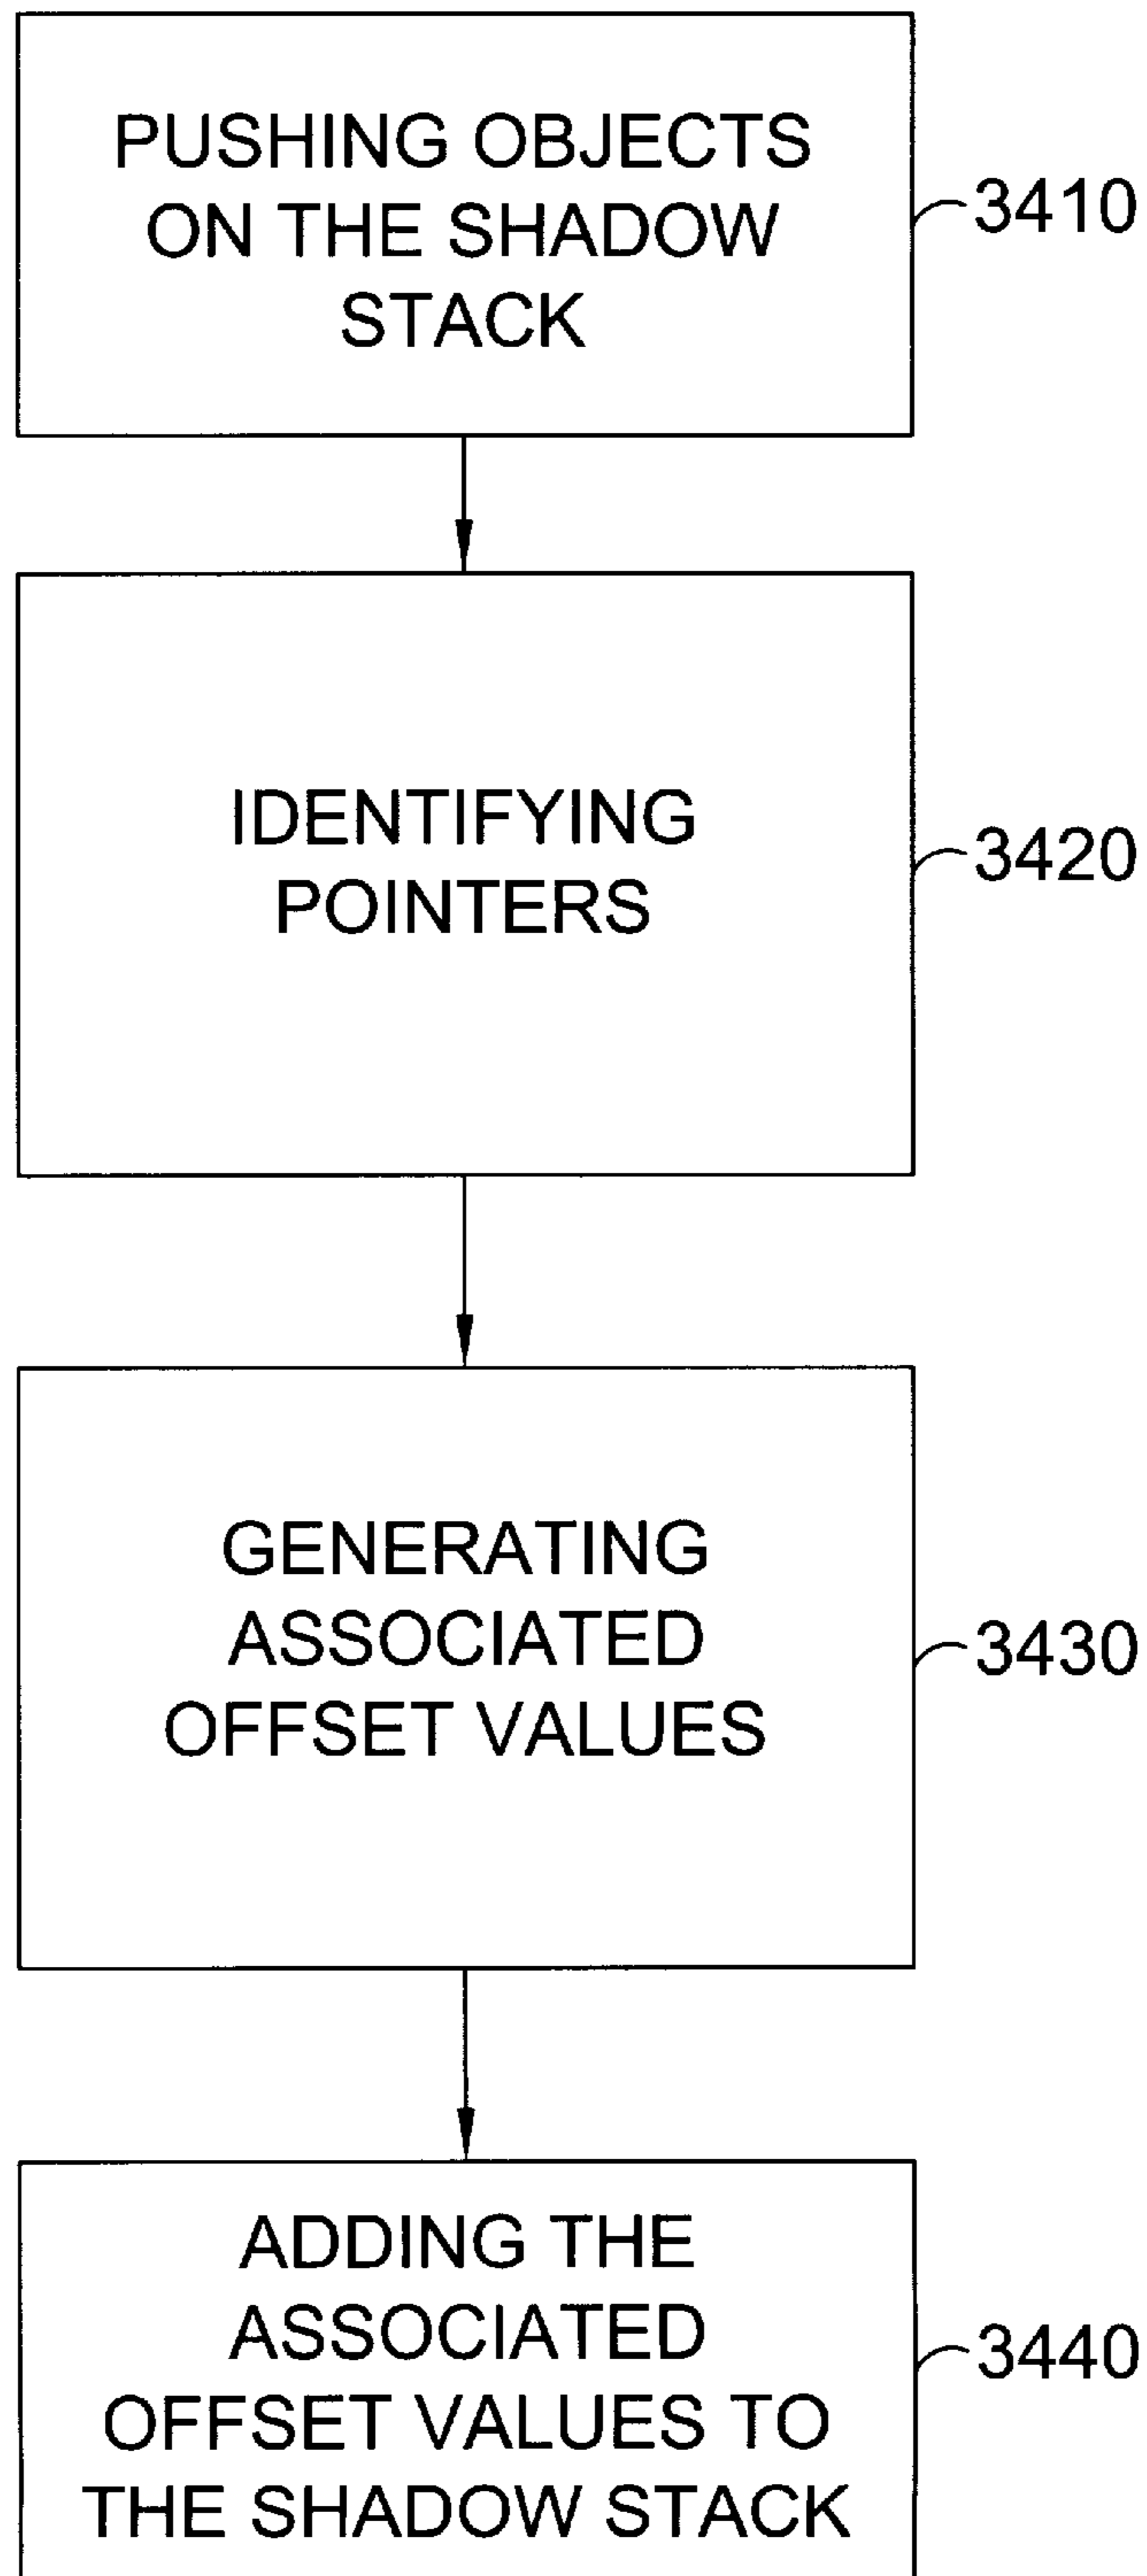 PUSHING OBJECTS
ON THE SHADOW
STACK
3410
IDENTIFYING
POINTERS
3420
GENERATING
ASSOCIATED
OFFSET VALUES
3430
ADDING THE
ASSOCIATED
OFFSET VALUES TO
THE SHADOW STACK
3440